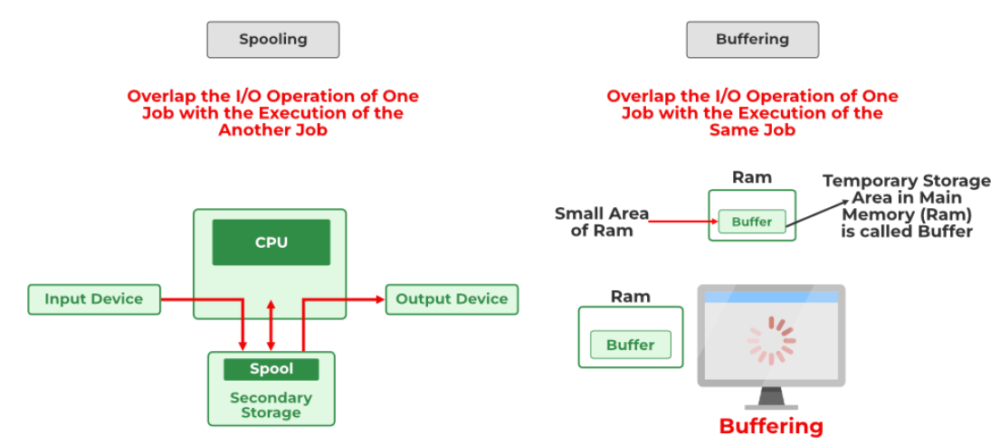 Spooling
Overlap the I/O Operation of One
Job with the Execution of the
Another Job
CPU
Input Device
Output Device
Spool
Secondary
Storage
Buffering
Overlap the I/O Operation of One
Job with the Execution of the
Same Job
Ram
Small Area
of Ram
Buffer
Temporary Storage
Area in Main
Memory (Ram)
is called Buffer
Ram
Buffer
Buffering